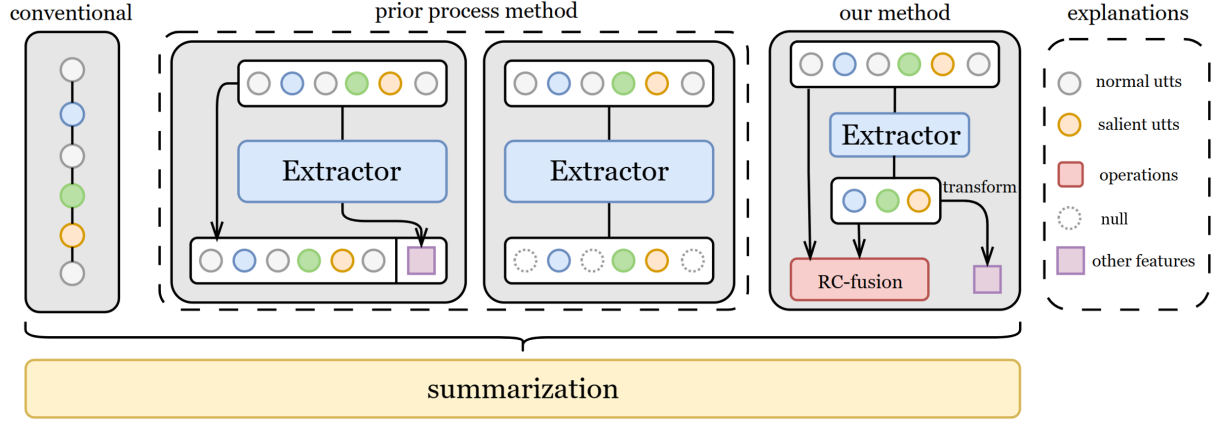 conventional
prior process method
our method
explanations
Extractor
Extractor
Extractor
transform
RC-fusion
normal utts
salient utts
operations
null
other features
summarization